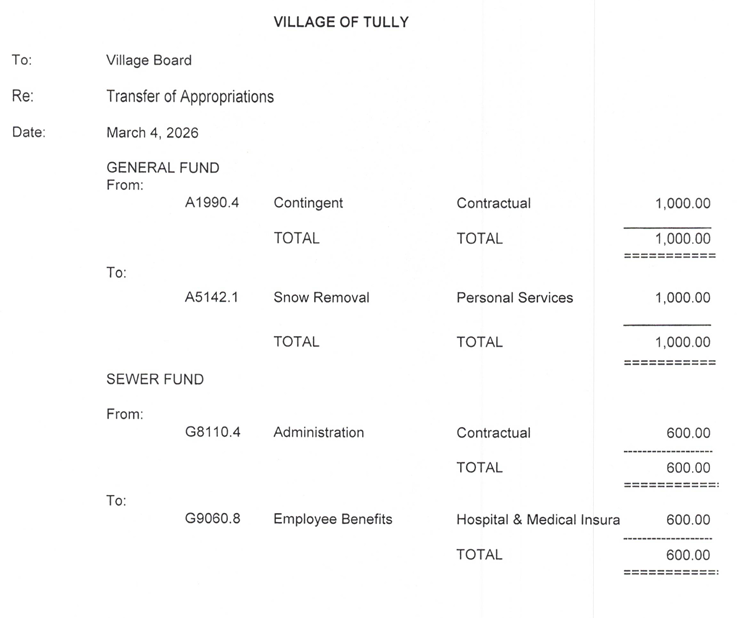 VILLAGE OF TULLY
To: Village Board
Re: Transfer of Appropriations
Date: March 4, 2026
GENERAL FUND
From:
A1990.4 Contingent Contractual 1,000.00
TOTAL TOTAL 1,000.00
===========
To:
A5142.1 Snow Removal Personal Services 1,000.00
TOTAL TOTAL 1,000.00
===========
SEWER FUND
From:
G8110.4 Administration Contractual 600.00
--------------------
TOTAL 600.00
===========:
To:
G9060.8 Employee Benefits Hospital & Medical Insura 600.00
--------------------
TOTAL 600.00
===========: